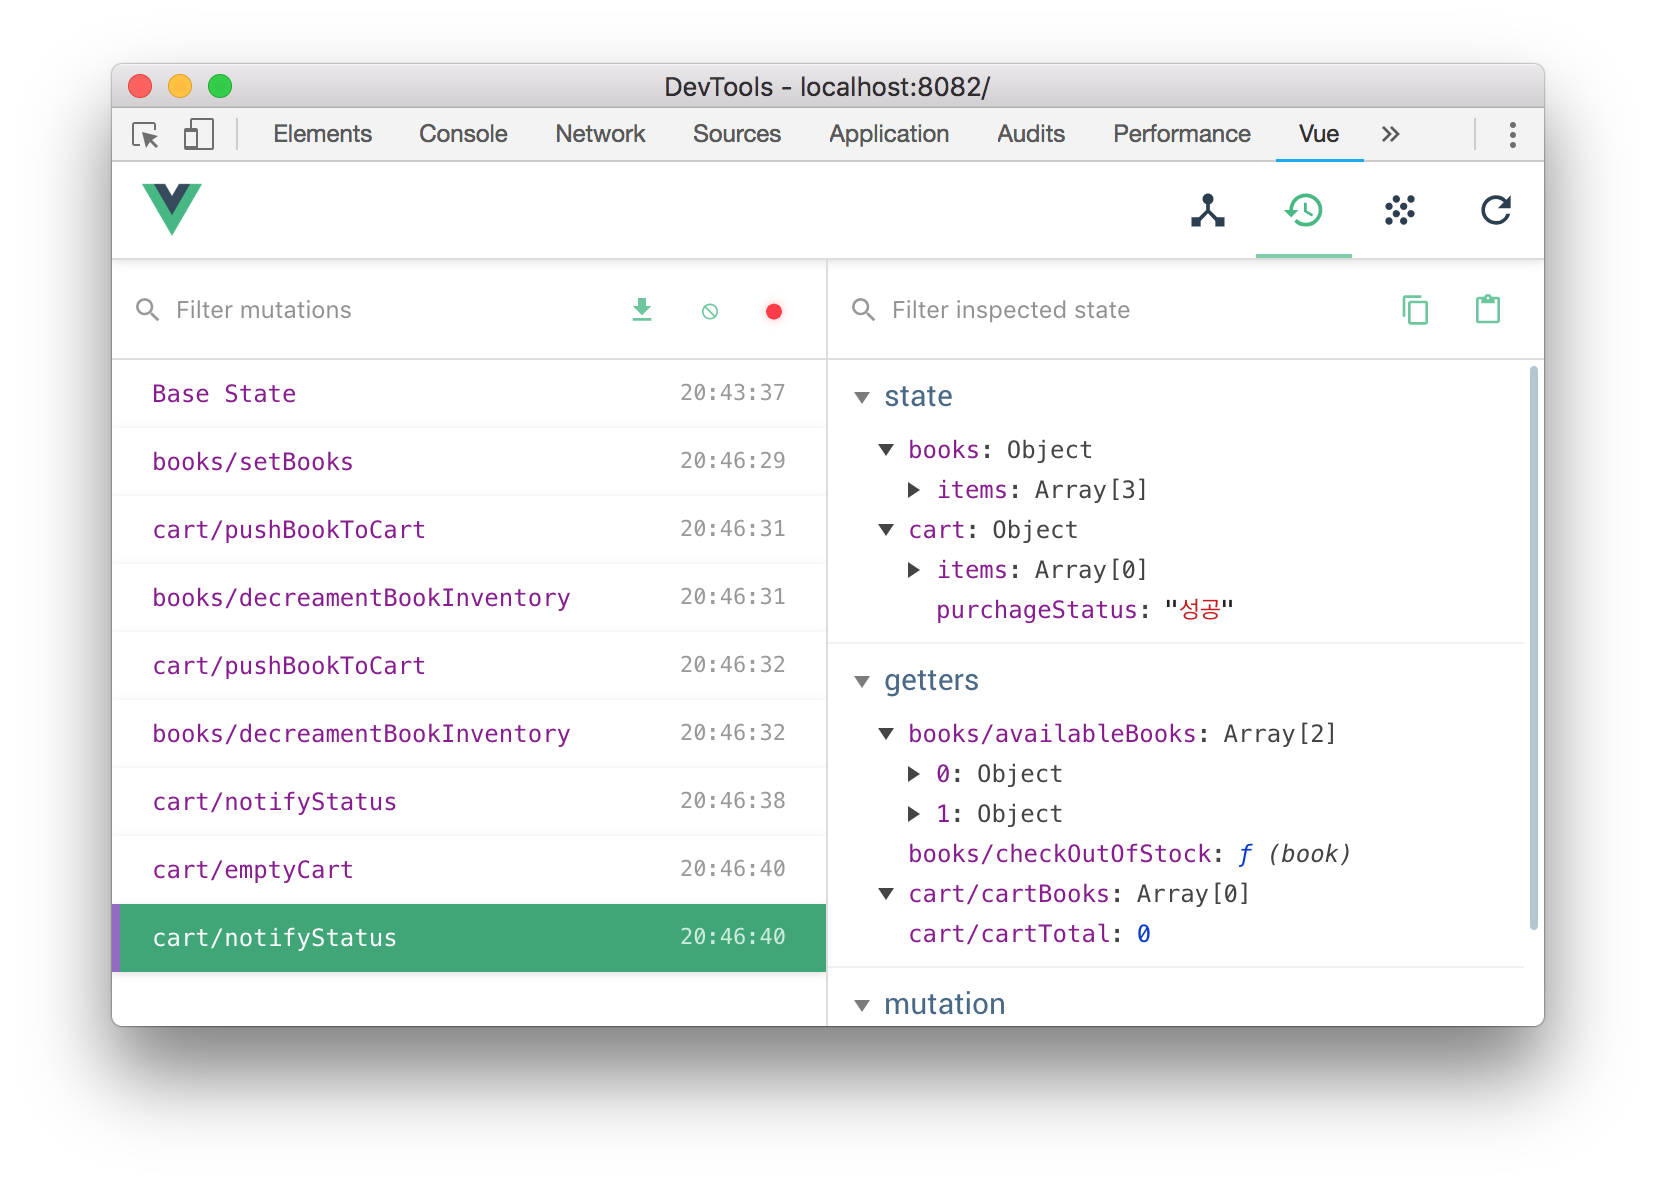 DevTools - localhost:8082/
Elements Console Network Sources Application Audits Performance Vue »
Filter mutations
Base State 20:43:37
books/setBooks 20:46:29
cart/pushBookToCart 20:46:31
books/decreamentBookInventory 20:46:31
cart/pushBookToCart 20:46:32
books/decreamentBookInventory 20:46:32
cart/notifyStatus 20:46:38
cart/emptyCart 20:46:40
cart/notifyStatus 20:46:40
Filter inspected state
state
books: Object
items: Array[3]
cart: Object
items: Array[0]
purchageStatus: "성공"
getters
books/availableBooks: Array[2]
0: Object
1: Object
books/checkOutOfStock: ƒ (book)
cart/cartBooks: Array[0]
cart/cartTotal: 0
mutation